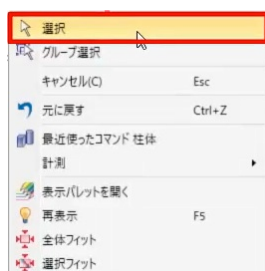 選択
グループ選択
キャンセル(C) Esc
元に戻す Ctrl+Z
最近使ったコマンド 柱体
計測
表示パレットを開く
再表示 F5
全体フィット
選択フィット